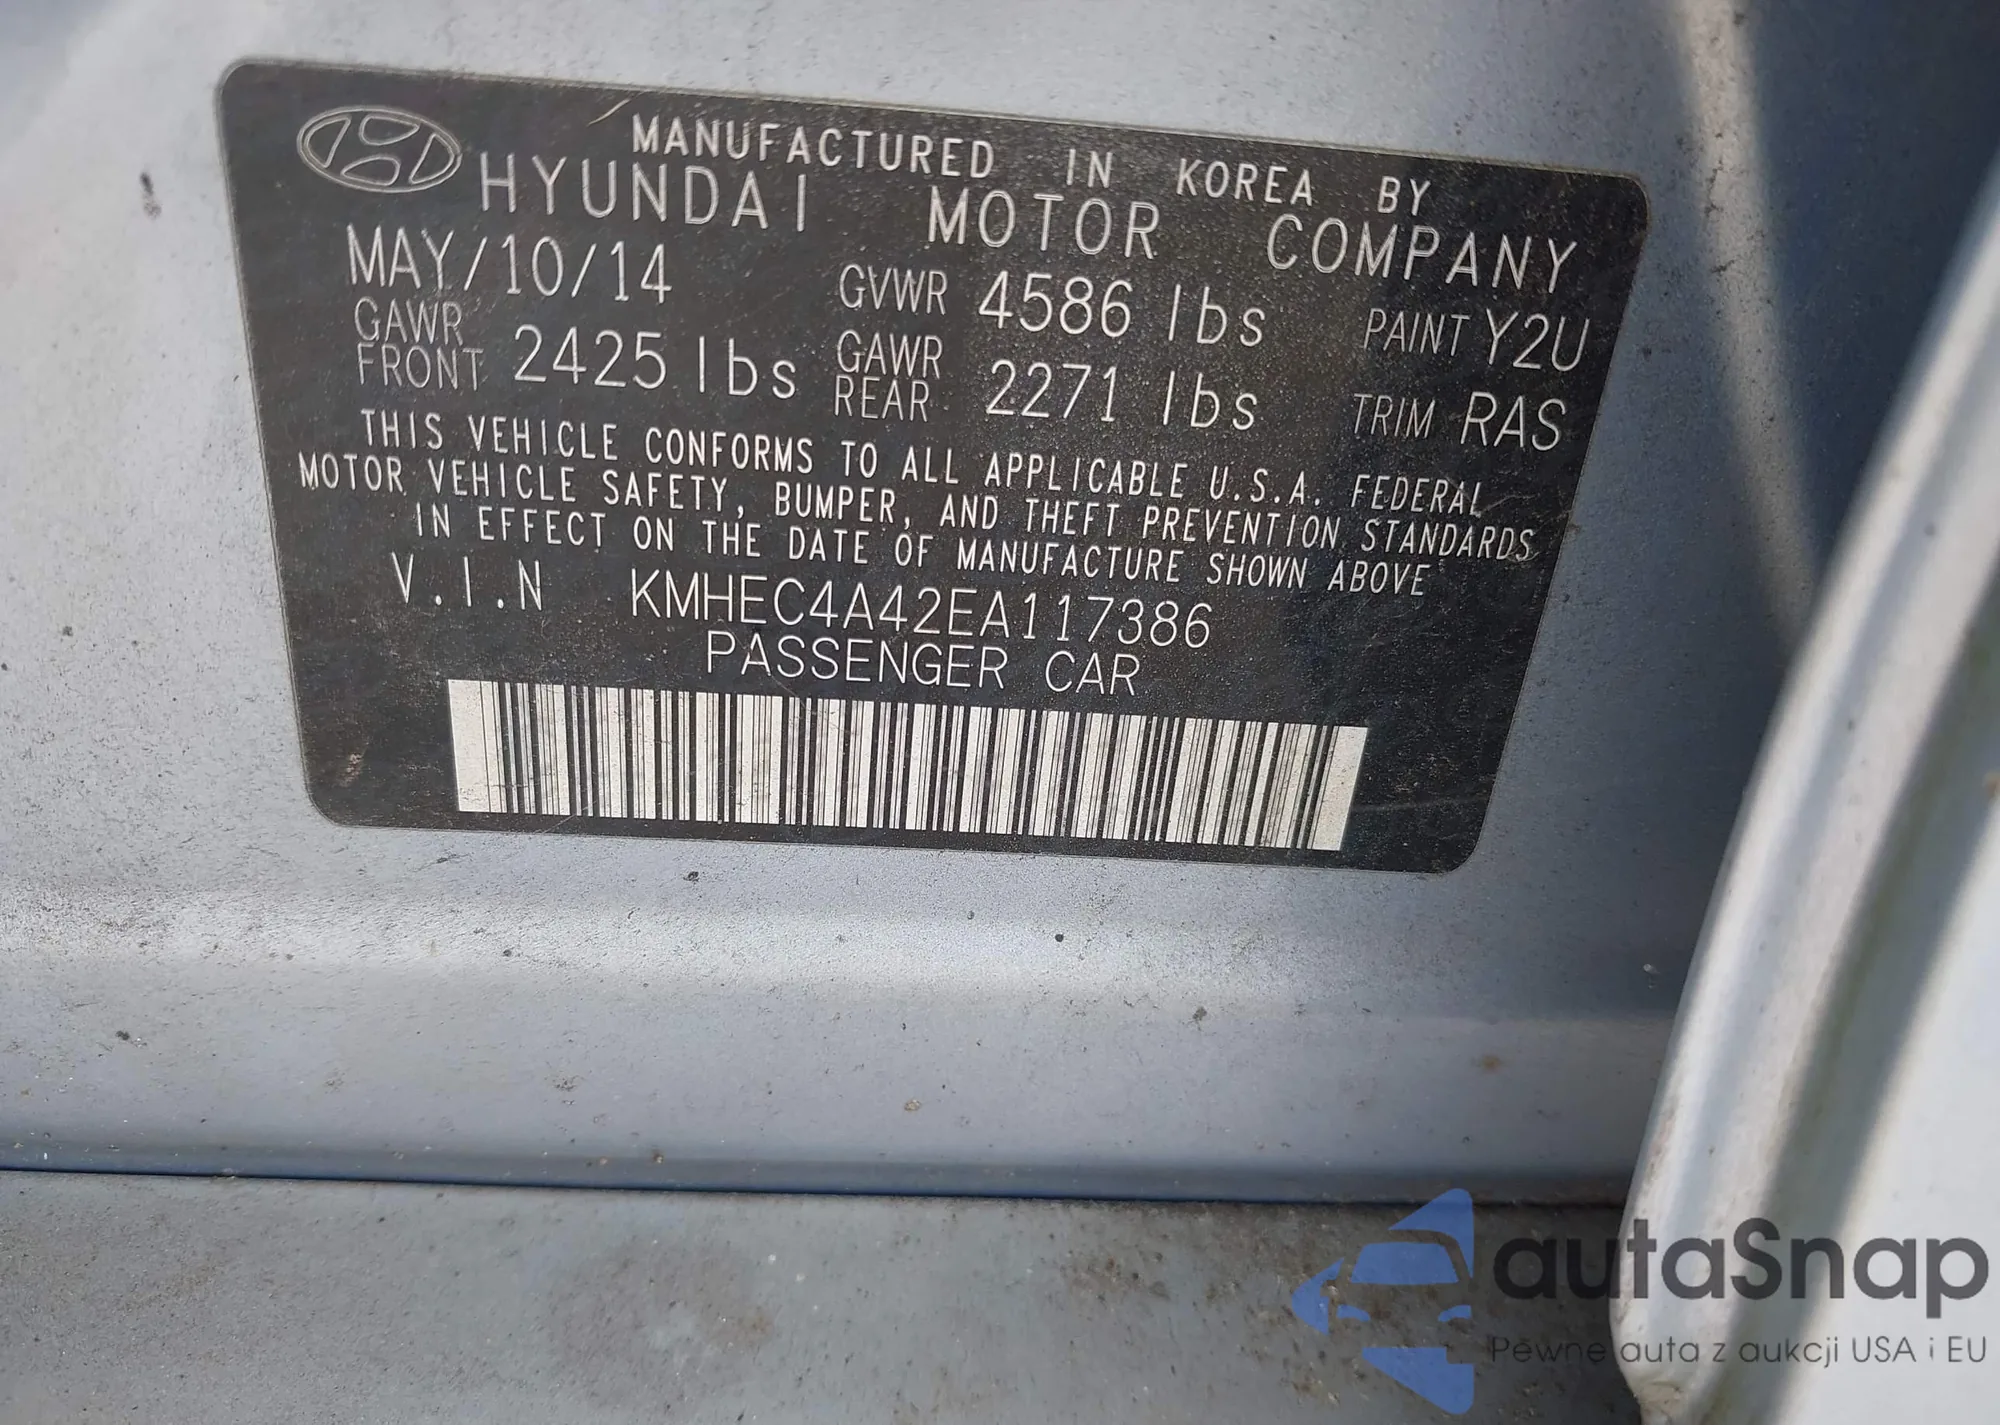 MANUFACTURED IN KOREA BY
HYUNDAI MOTOR COMPANY
MAY/10/14 GVWR 4586 lbs PAINT Y2U
GAWR FRONT 2425 lbs GAWR REAR 2271 lbs TRIM RAS
THIS VEHICLE CONFORMS TO ALL APPLICABLE U.S.A. FEDERAL
MOTOR VEHICLE SAFETY, BUMPER, AND THEFT PREVENTION STANDARDS
IN EFFECT ON THE DATE OF MANUFACTURE SHOWN ABOVE
V.I.N KMHEC4A42EA117386
PASSENGER CAR
autaSnap
Pewne auta z aukcji USA i EU